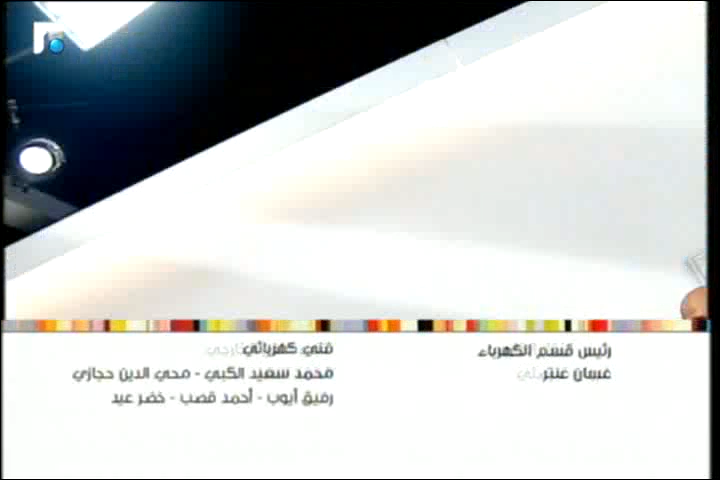 رئيس قسم الكهرباء
غسان عنتر
فني كهربائي
محمد سعيد الكبي - محي الدين حجازي
رفيق أيوب - أحمد قصب - خضر عيد